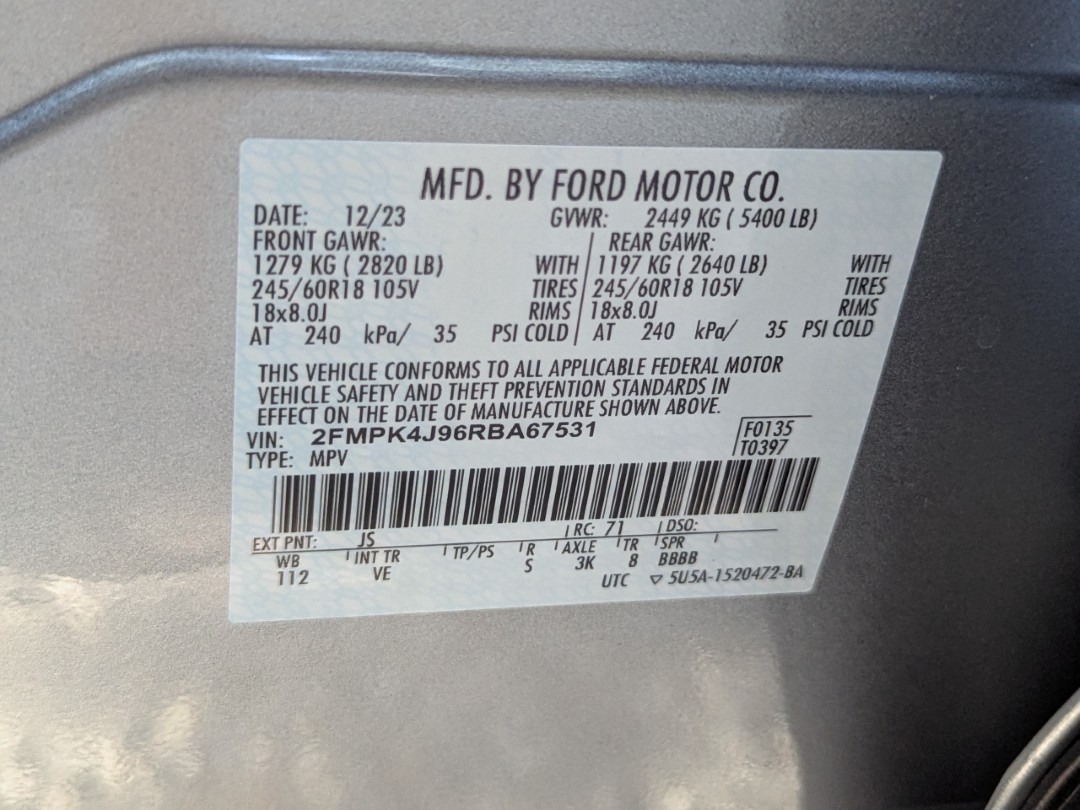 MFD. BY FORD MOTOR CO.
DATE: 12/23 GVWR: 2449 KG ( 5400 LB)
FRONT GAWR: REAR GAWR:
1279 KG ( 2820 LB) WITH 1197 KG ( 2640 LB) WITH
245/60R18 105V TIRES 245/60R18 105V TIRES
18x8.0J RIMS 18x8.0J RIMS
AT 240 kPa/ 35 PSI COLD AT 240 kPa/ 35 PSI COLD
THIS VEHICLE CONFORMS TO ALL APPLICABLE FEDERAL MOTOR
VEHICLE SAFETY AND THEFT PREVENTION STANDARDS IN
EFFECT ON THE DATE OF MANUFACTURE SHOWN ABOVE.
VIN: 2FMPK4J96RBA67531 F0135
TYPE: MPV T0397
EXT PNT: JS RC: 71 DSO:
WB INT TR TP/PS R AXLE TR SPR
112 VE S 3K 8 BBBB
UTC ▽ 5U5A-1520472-BA